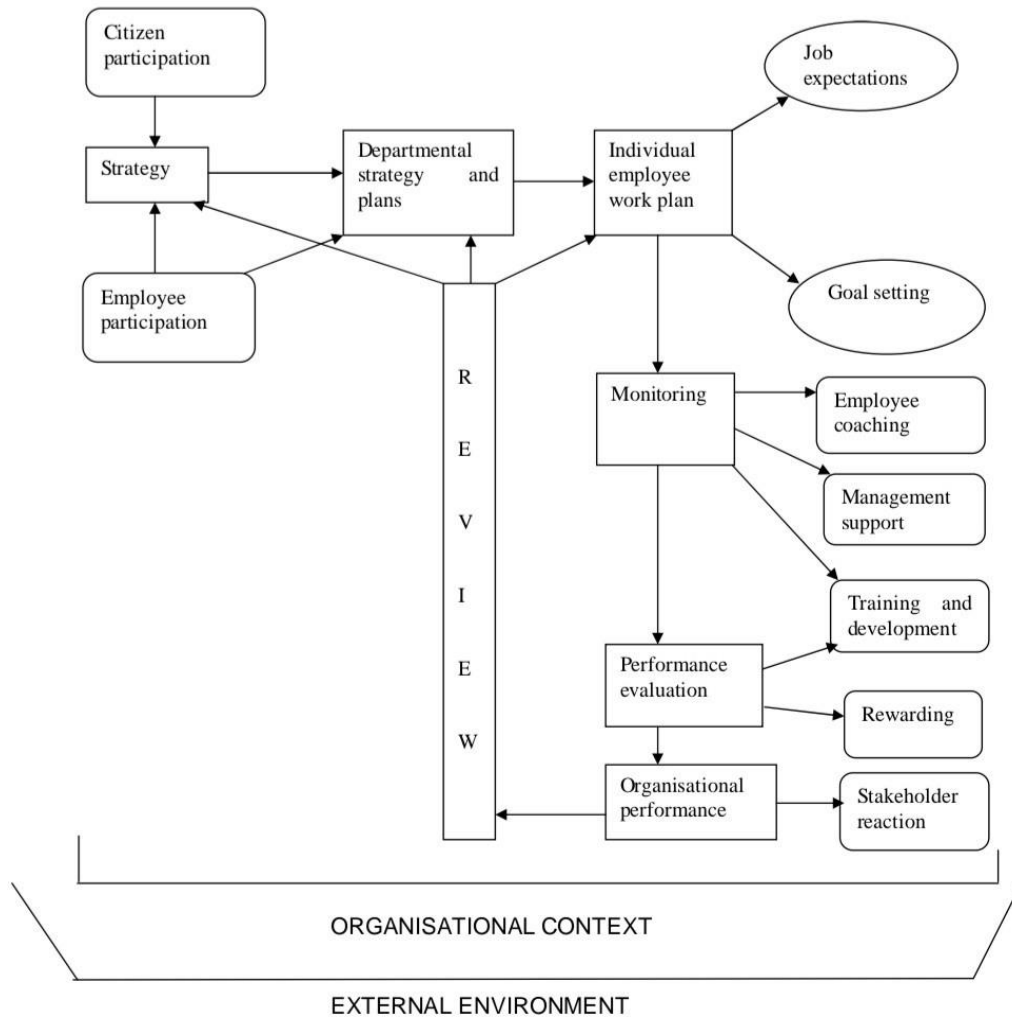 Citizen
participation
Job
expectations
Strategy
Departmental
strategy and
plans
Individual
employee
work plan
Employee
participation
Goal setting
R
E
V
I
E
W
Monitoring
Employee
coaching
Management
support
Training and
development
Performance
evaluation
Rewarding
Organisational
performance
Stakeholder
reaction
ORGANISATIONAL CONTEXT
EXTERNAL ENVIRONMENT